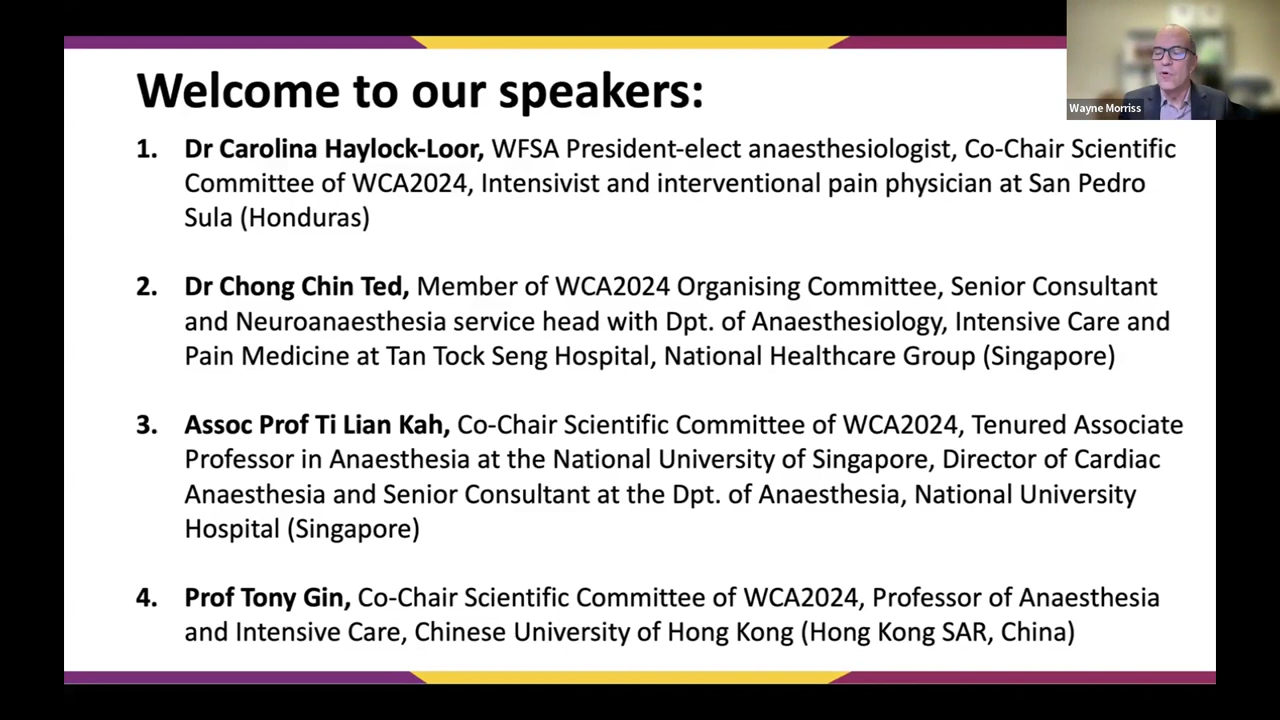 Welcome to our speakers:
Wayne Morriss
1. Dr Carolina Haylock-Loor, WFSA President-elect anaesthesiologist, Co-Chair Scientific
Committee of WCA2024, Intensivist and interventional pain physician at San Pedro
Sula (Honduras)
2. Dr Chong Chin Ted, Member of WCA2024 Organising Committee, Senior Consultant
and Neuroanaesthesia service head with Dpt. of Anaesthesiology, Intensive Care and
Pain Medicine at Tan Tock Seng Hospital, National Healthcare Group (Singapore)
3. Assoc Prof Ti Lian Kah, Co-Chair Scientific Committee of WCA2024, Tenured Associate
Professor in Anaesthesia at the National University of Singapore, Director of Cardiac
Anaesthesia and Senior Consultant at the Dpt. of Anaesthesia, National University
Hospital (Singapore)
4. Prof Tony Gin, Co-Chair Scientific Committee of WCA2024, Professor of Anaesthesia
and Intensive Care, Chinese University of Hong Kong (Hong Kong SAR, China)